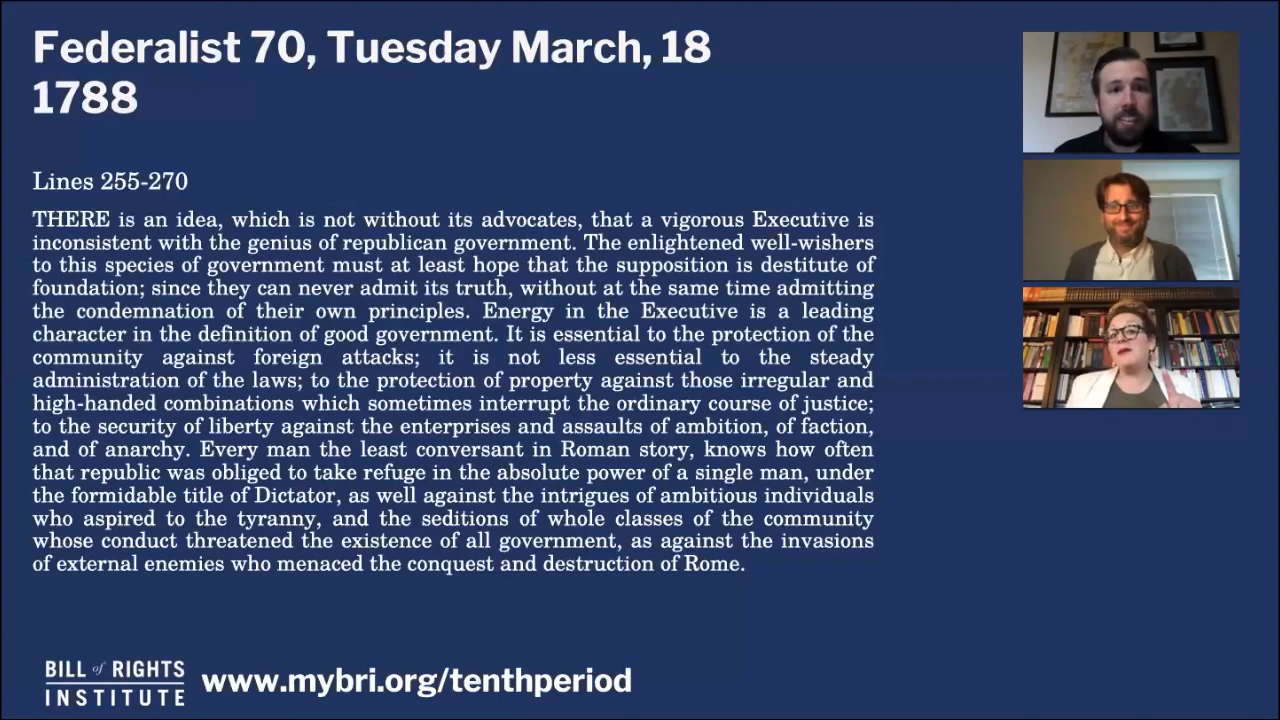 Federalist 70, Tuesday March, 18
1788
Lines 255-270
THERE is an idea, which is not without its advocates, that a vigorous Executive is
inconsistent with the genius of republican government. The enlightened well-wishers
to this species of government must at least hope that the supposition is destitute of
foundation; since they can never admit its truth, without at the same time admitting
the condemnation of their own principles. Energy in the Executive is a leading
character in the definition of good government. It is essential to the protection of the
community against foreign attacks; it is not less essential to the steady
administration of the laws; to the protection of property against those irregular and
high-handed combinations which sometimes interrupt the ordinary course of justice;
to the security of liberty against the enterprises and assaults of ambition, of faction,
and of anarchy. Every man the least conversant in Roman story, knows how often
that republic was obliged to take refuge in the absolute power of a single man, under
the formidable title of Dictator, as well against the intrigues of ambitious individuals
who aspired to the tyranny, and the seditions of whole classes of the community
whose conduct threatened the existence of all government, as against the invasions
of external enemies who menaced the conquest and destruction of Rome.
BILL of RIGHTS
INSTITUTE
www.mybri.org/tenthperiod